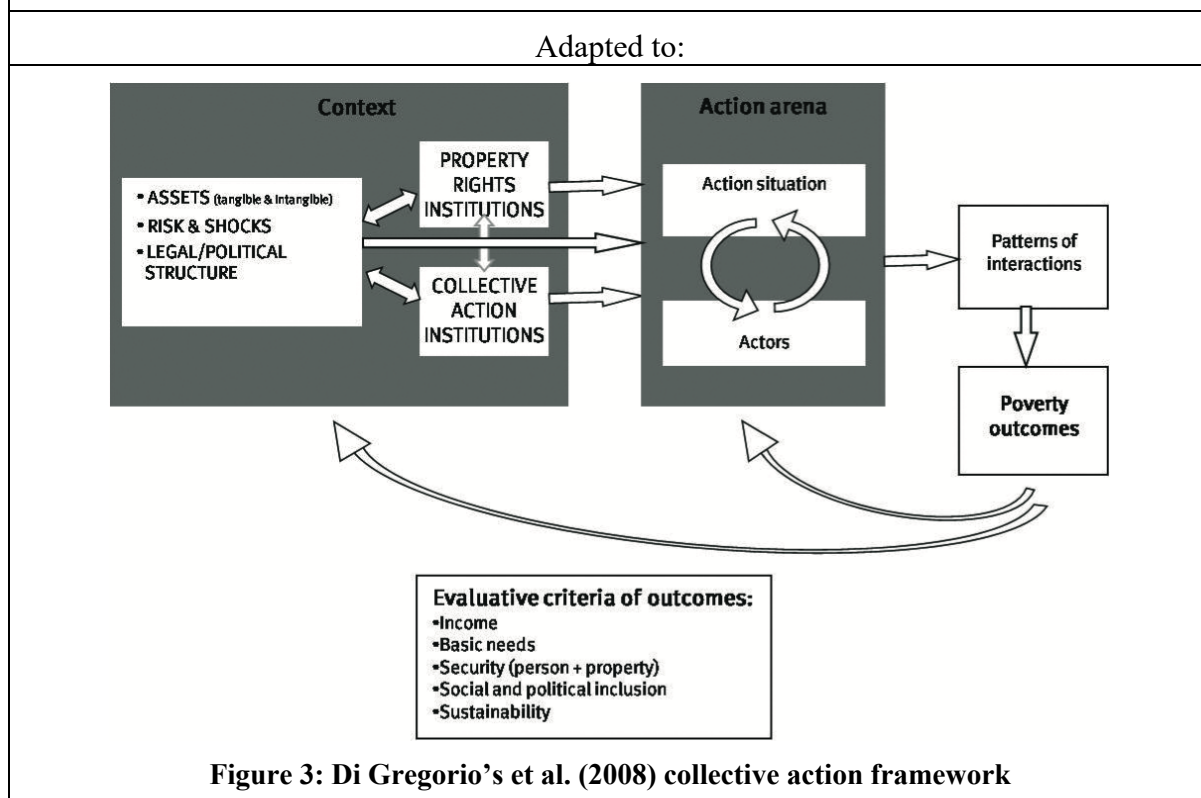 Adapted to:
Context
Action arena
• ASSETS (tangible & intangible)
• RISK & SHOCKS
• LEGAL/POLITICAL
STRUCTURE
PROPERTY
RIGHTS
INSTITUTIONS
COLLECTIVE
ACTION
INSTITUTIONS
Action situation
Actors
Patterns of
interactions
Poverty
outcomes
Evaluative criteria of outcomes:
•Income
•Basic needs
•Security (person + property)
•Social and political inclusion
•Sustainability
Figure 3: Di Gregorio’s et al. (2008) collective action framework